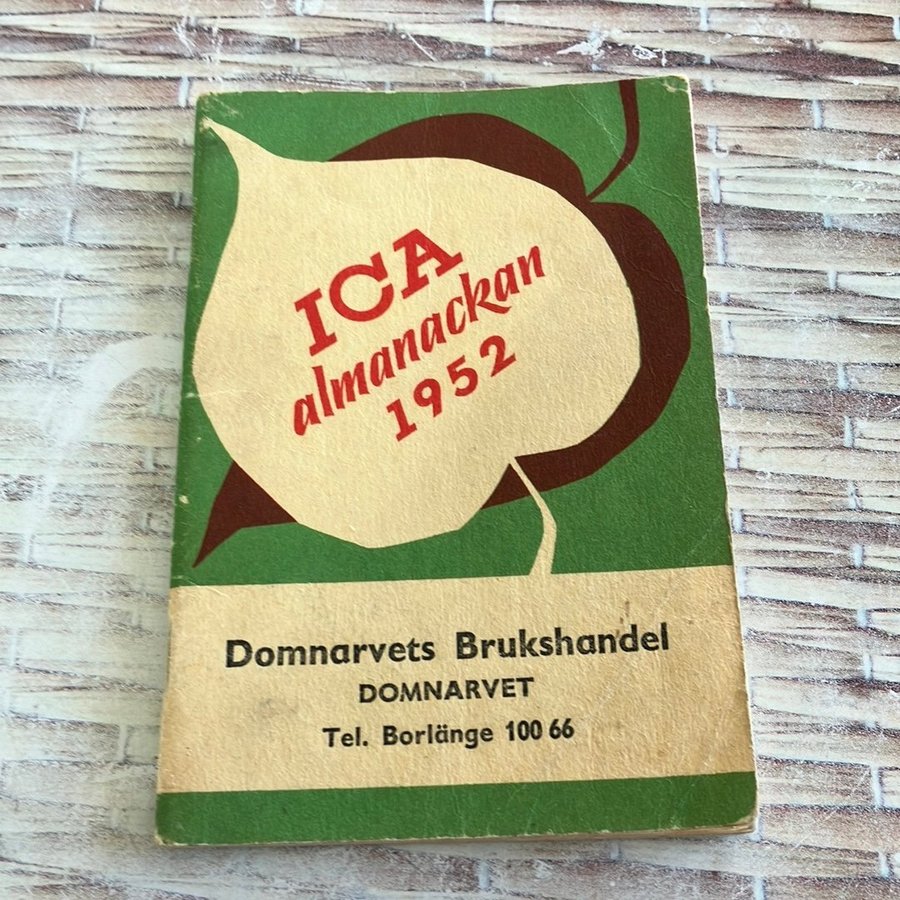 ICA
almanackan
1952
Domnarvets Brukshandel
DOMNARVET
Tel. Borlänge 100 66